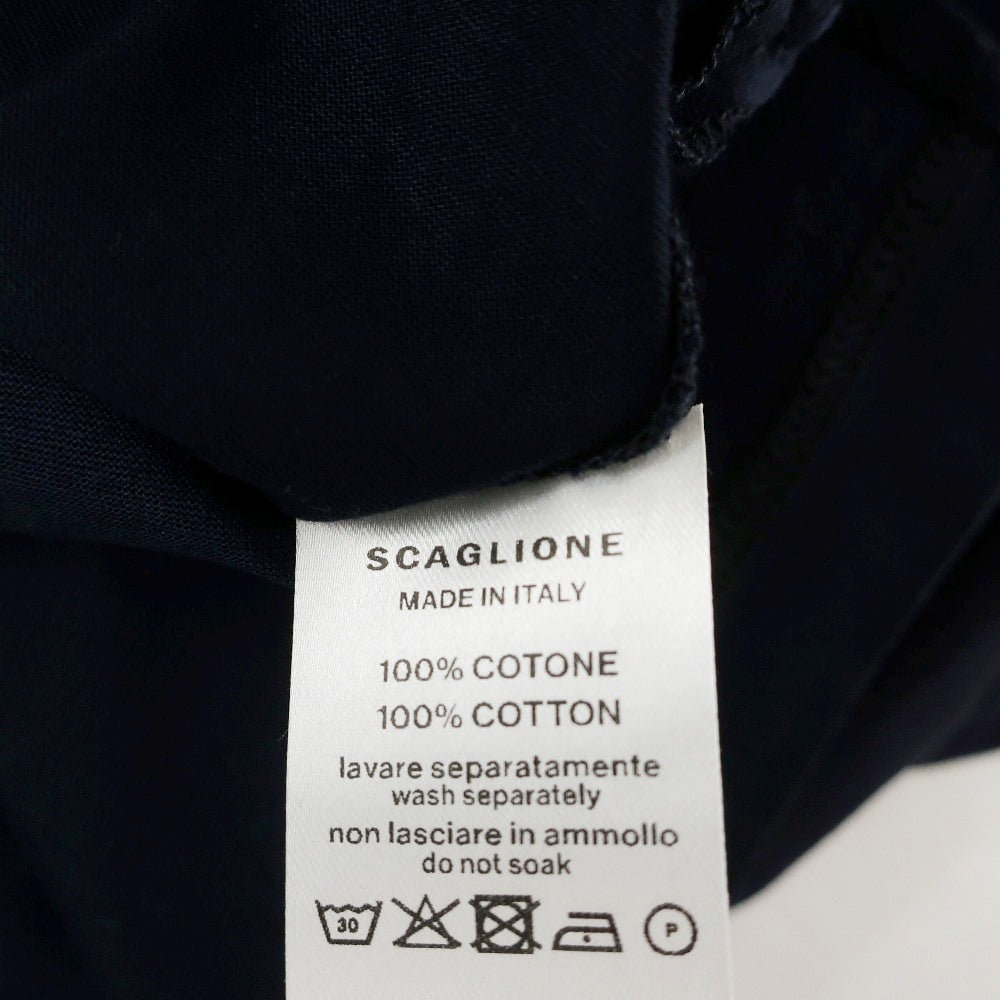 SCAGLIONE
MADE IN ITALY
100% COTONE
100% COTTON
lavare separatamente
wash separately
non lasciare in ammollo
do not soak
30 P